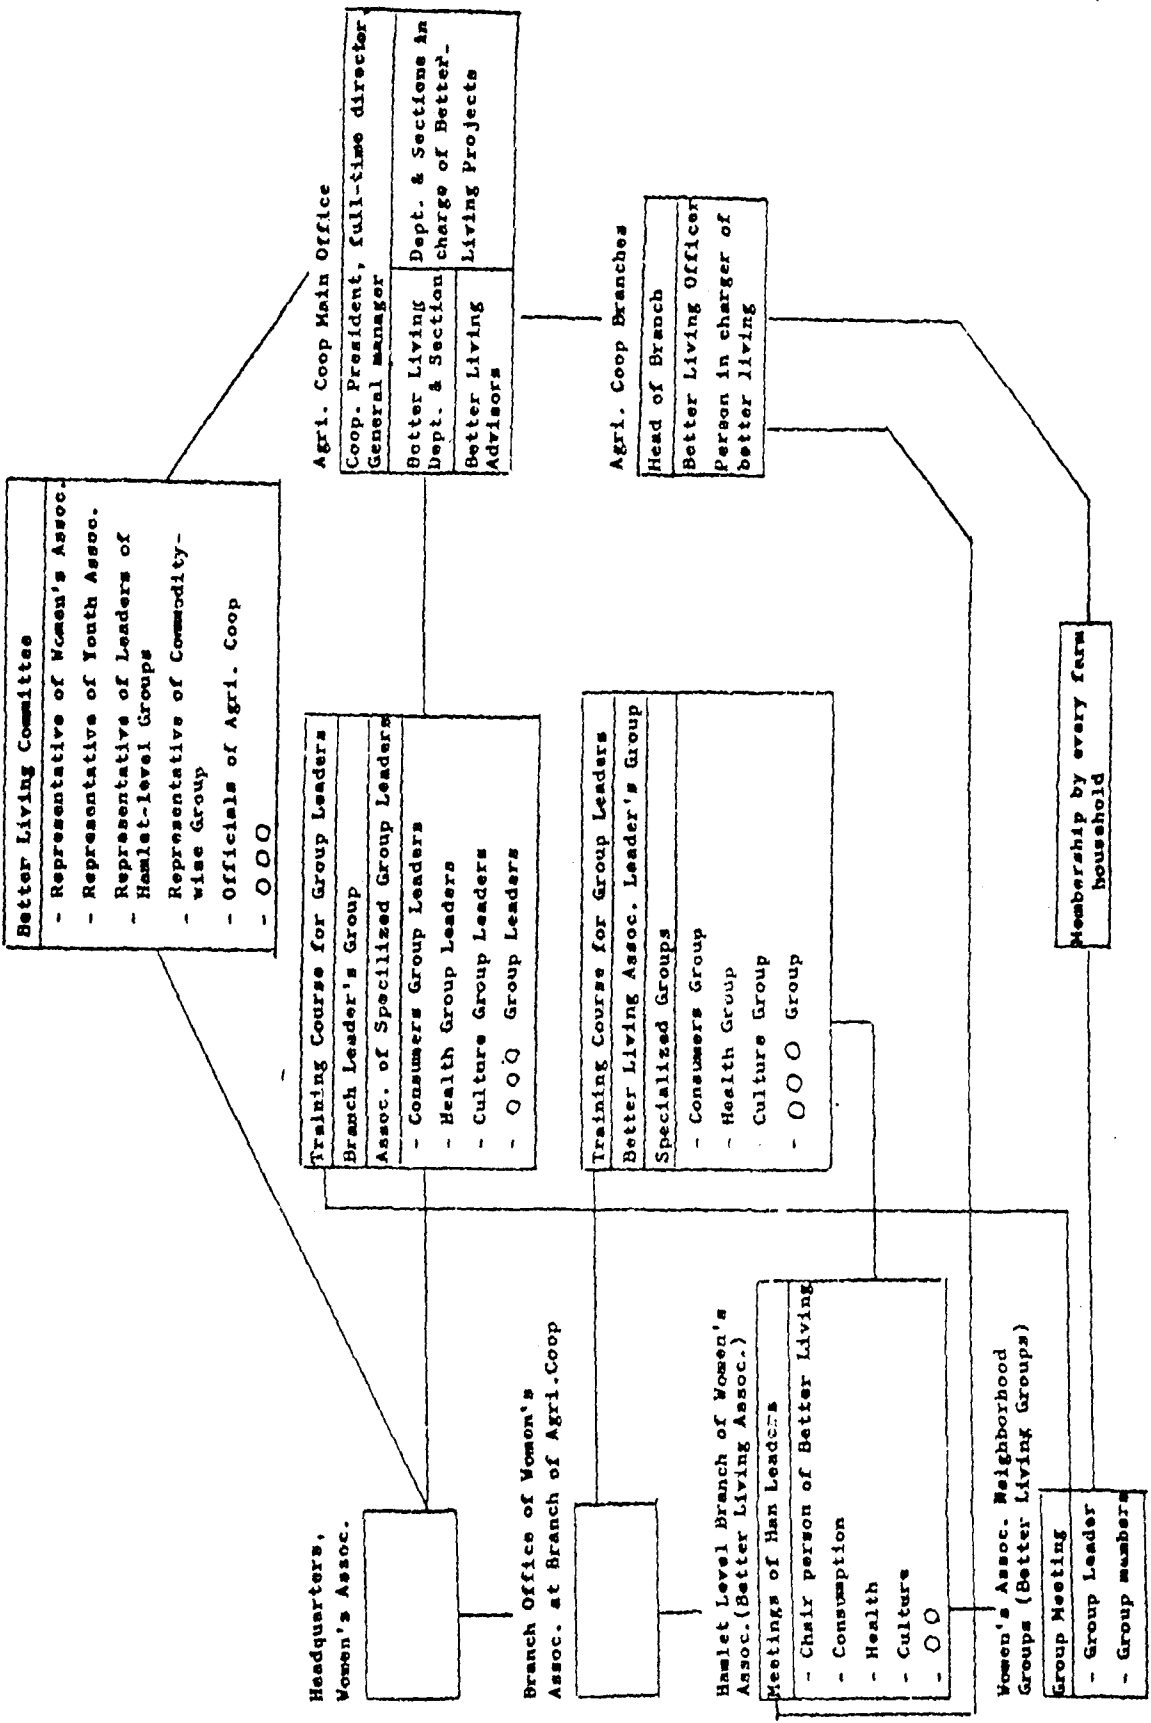 Better Living Committee
- Representative of Women's Assoc.
- Representative of Youth Assoc.
- Representative of Leaders of
Hamlet-level Groups
- Representative of Commodity-
wise Group
- Officials of Agri. Coop
- OOO
Headquarters,
Women's Assoc.
Training Course for Group Leaders
Branch Leader's Group
Assoc. of Specilized Group Leaders
- Consumers Group Leaders
- Health Group Leaders
- Culture Group Leaders
- OOO Group Leaders
Agri. Coop Main Office
Coop. President, full-time director
General manager
Better Living
Dept. & Section
Better Living
Advisors
Dept. & Sections in
charge of Better-
Living Projects
Branch Office of Women's
Assoc. at Branch of Agri.Coop
Training Course for Group Leaders
Better Living Assoc. Leader's Group
Specialized Groups
- Consumers Group
- Health Group
Culture Group
- OOO Group
Agri. Coop Branches
Head of Branch
Better Living Officer
Person in charger of
better living
Hamlet Level Branch of Women's
Assoc.(Better Living Assoc.)
Meetings of Han Leaders
- Chair person of Better Living
- Consumption
- Health
- Culture
- OO
Women's Assoc. Neighborhood
Groups (Better Living Groups)
Group Meeting
- Group Leader
- Group members
Membership by every farm
household